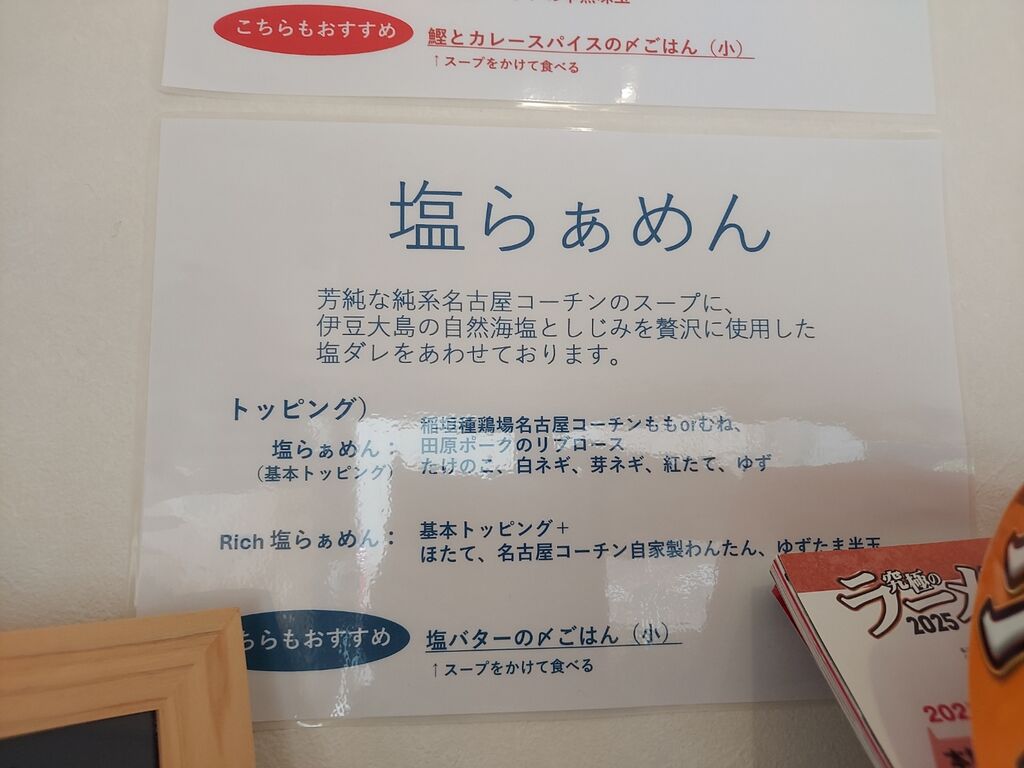 こちらもおすすめ
鰹とカレースパイスの〆ごはん（小）
↑スープをかけて食べる
塩らぁめん
芳純な純系名古屋コーチンのスープに、
伊豆大島の自然海塩としじみを贅沢に使用した
塩ダレをあわせております。
トッピング）
塩らぁめん：
（基本トッピング）
稲垣種鶏場名古屋コーチンももorむね、
田原ポークのリブロース
たけのこ、白ネギ、芽ネギ、紅たて、ゆず
Rich 塩らぁめん：
基本トッピング＋
ほたて、名古屋コーチン自家製わんたん、ゆずたま半玉
ちらもおすすめ
塩バターの〆ごはん（小）
↑スープをかけて食べる
究極の
ラーメ
2025
202